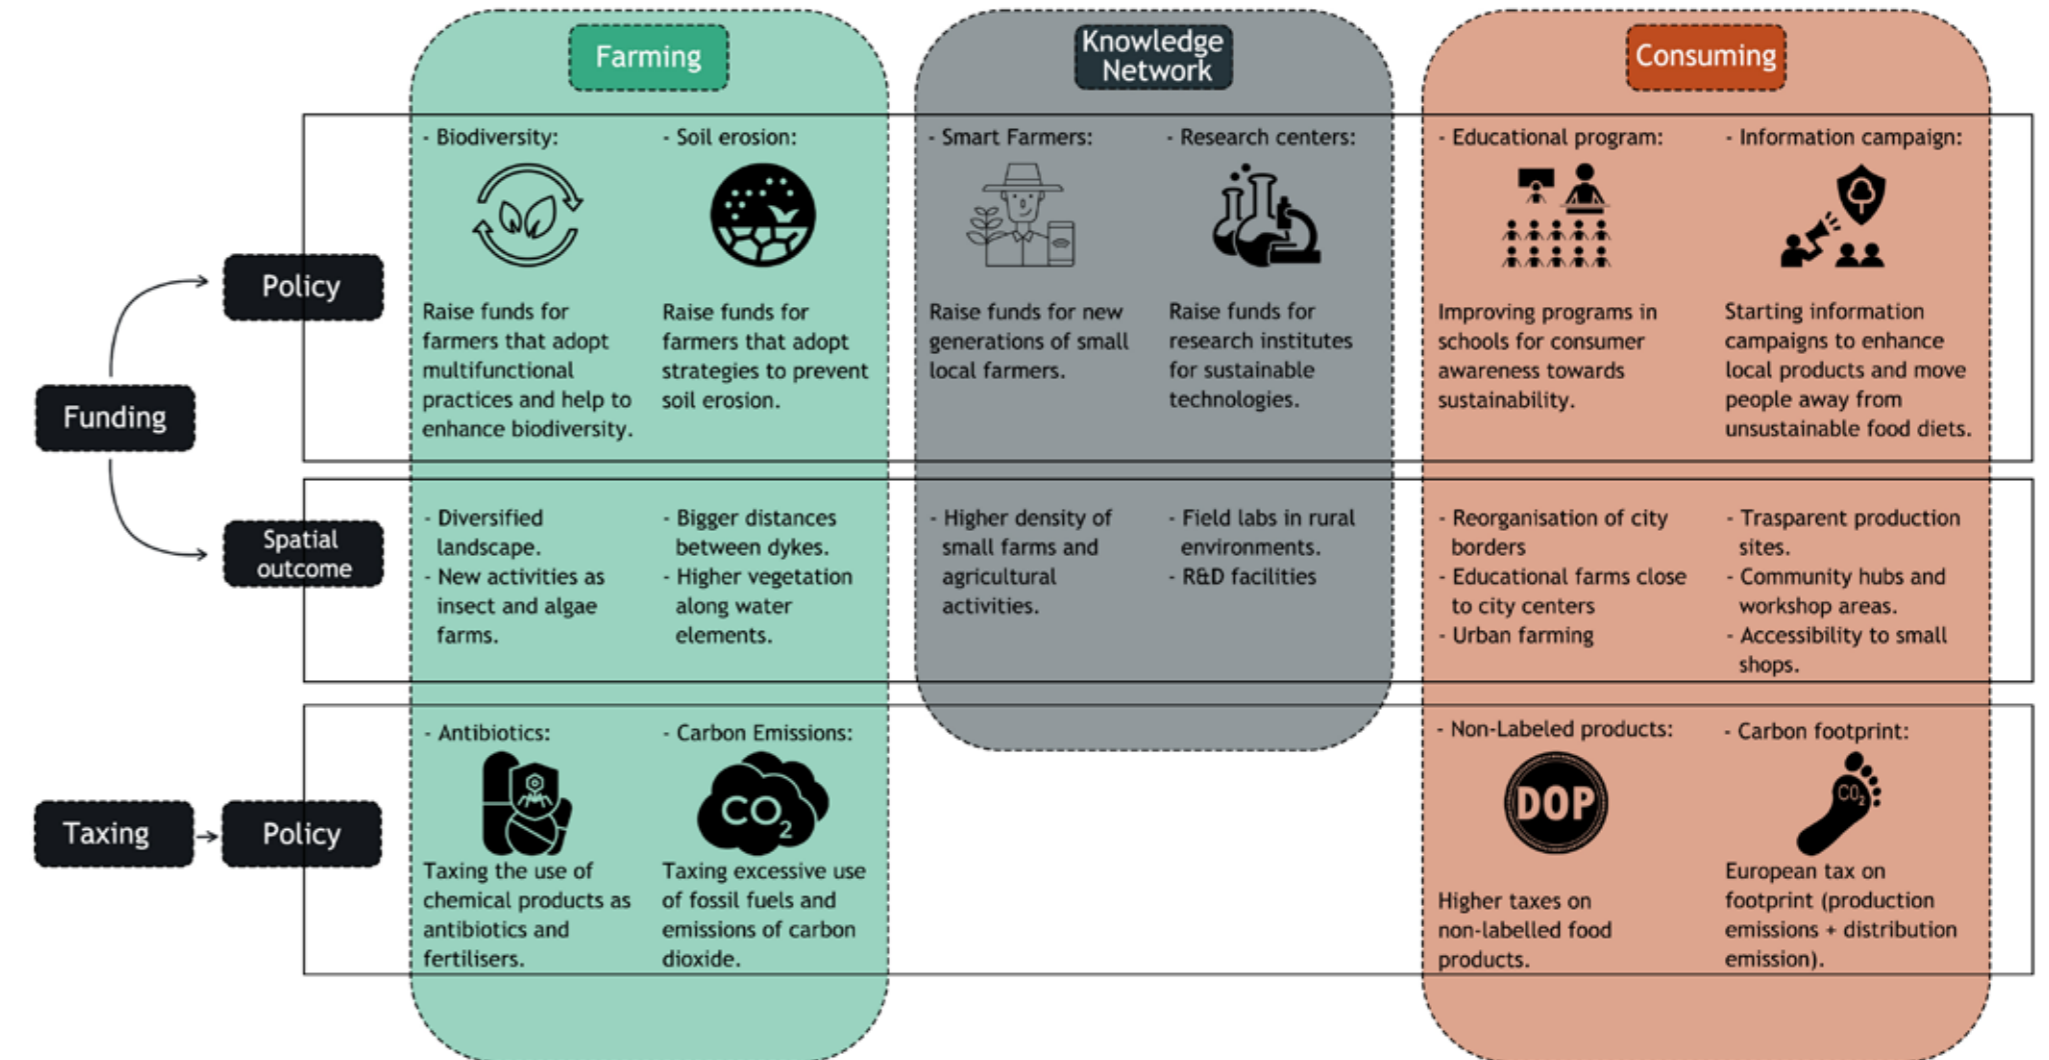 Farming
Knowledge
Network
Consuming
Funding
Policy
- Biodiversity:
Raise funds for
farmers that adopt
multifunctional
practices and help to
enhance biodiversity.
- Soil erosion:
Raise funds for
farmers that adopt
strategies to prevent
soil erosion.
- Smart Farmers:
Raise funds for new
generations of small
local farmers.
- Research centers:
Raise funds for
research institutes
for sustainable
technologies.
- Educational program:
Improving programs in
schools for consumer
awareness towards
sustainability.
- Information campaign:
Starting information
campaigns to enhance
local products and move
people away from
unsustainable food diets.
Spatial
outcome
- Diversified
landscape.
- New activities as
insect and algae
farms.
- Bigger distances
between dykes.
- Higher vegetation
along water
elements.
- Higher density of
small farms and
agricultural
activities.
- Field labs in rural
environments.
- R&D facilities
- Reorganisation of city
borders
- Educational farms close
to city centers
- Urban farming
- Trasparent production
sites.
- Community hubs and
workshop areas.
- Accessibility to small
shops.
Taxing
Policy
- Antibiotics:
Taxing the use of
chemical products as
antibiotics and
fertilisers.
- Carbon Emissions:
CO2
Taxing excessive use
of fossil fuels and
emissions of carbon
dioxide.
- Non-Labeled products:
DOP
Higher taxes on
non-labelled food
products.
- Carbon footprint:
CO2
European tax on
footprint (production
emissions + distribution
emission).